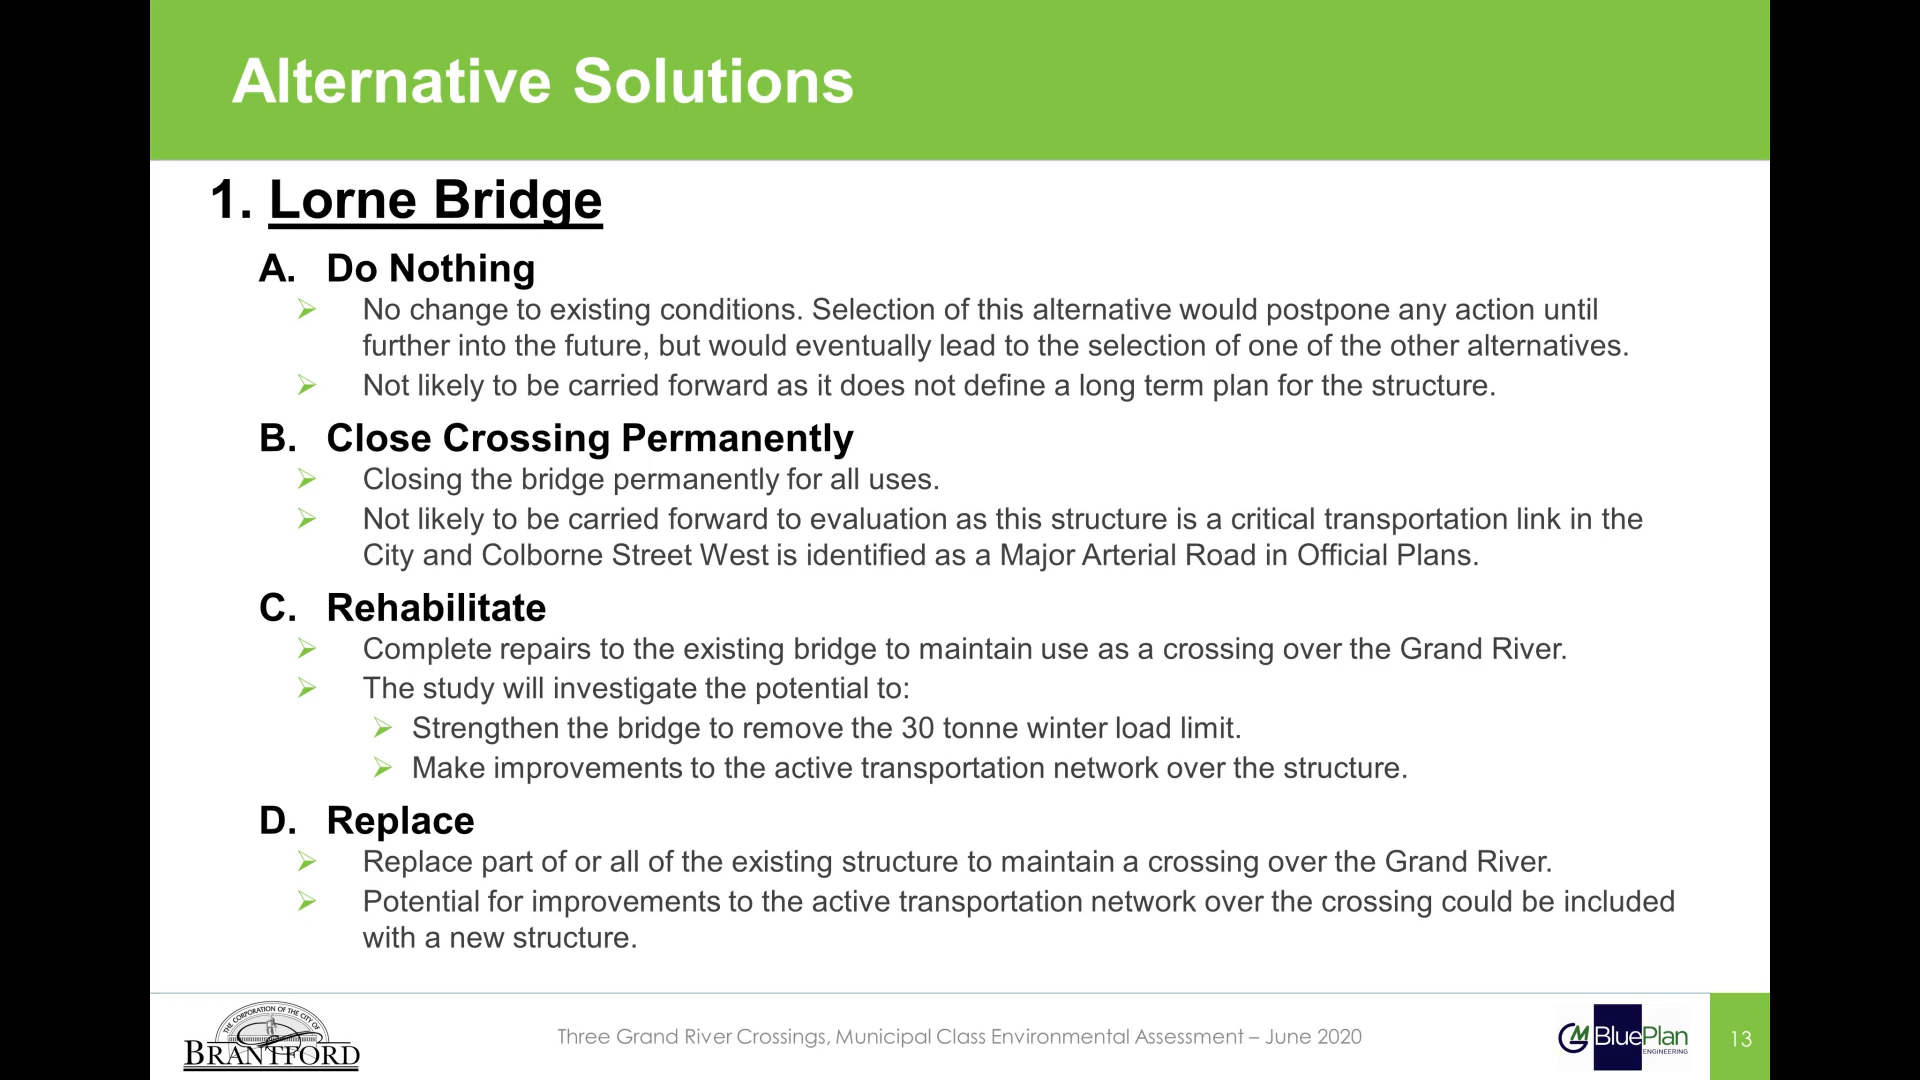 Alternative Solutions
1. Lorne Bridge
A. Do Nothing
No change to existing conditions. Selection of this alternative would postpone any action until
further into the future, but would eventually lead to the selection of one of the other alternatives.
Not likely to be carried forward as it does not define a long term plan for the structure.
B. Close Crossing Permanently
Closing the bridge permanently for all uses.
Not likely to be carried forward to evaluation as this structure is a critical transportation link in the
City and Colborne Street West is identified as a Major Arterial Road in Official Plans.
C. Rehabilitate
Complete repairs to the existing bridge to maintain use as a crossing over the Grand River.
The study will investigate the potential to:
Strengthen the bridge to remove the 30 tonne winter load limit.
Make improvements to the active transportation network over the structure.
D. Replace
Replace part of or all of the existing structure to maintain a crossing over the Grand River.
Potential for improvements to the active transportation network over the crossing could be included
with a new structure.
THE CORPORATION OF THE CITY OF
BRANTFORD
Three Grand River Crossings, Municipal Class Environmental Assessment – June 2020
GM BluePlan
ENGINEERING
13